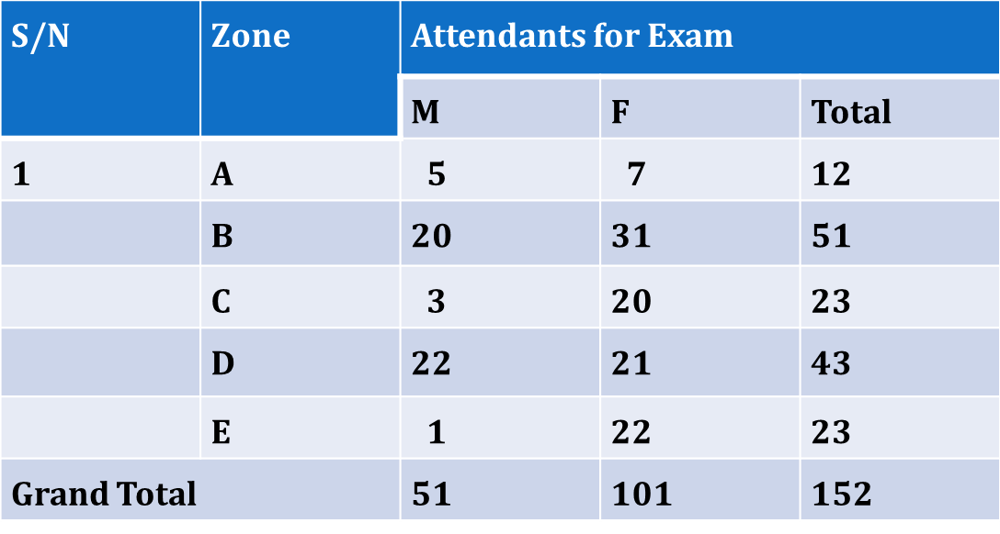 S/N Zone Attendants for Exam
M F Total
1 A 5 7 12
B 20 31 51
C 3 20 23
D 22 21 43
E 1 22 23
Grand Total 51 101 152